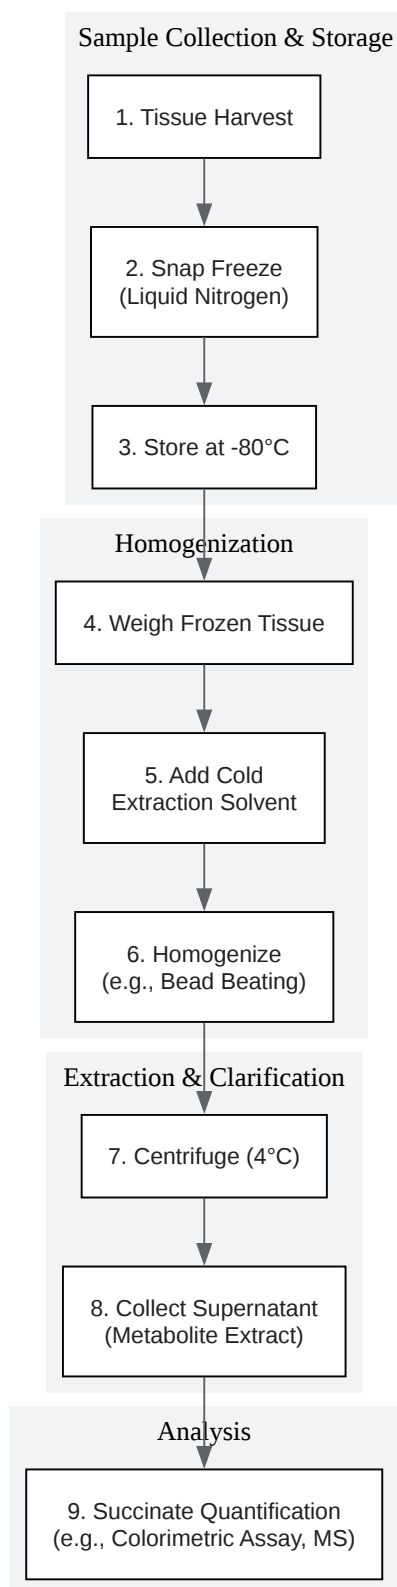 Sample Collection & Storage
1. Tissue Harvest
2. Snap Freeze
(Liquid Nitrogen)
3. Store at -80°C
Homogenization
4. Weigh Frozen Tissue
5. Add Cold
Extraction Solvent
6. Homogenize
(e.g., Bead Beating)
Extraction & Clarification
7. Centrifuge (4°C)
8. Collect Supernatant
(Metabolite Extract)
Analysis
9. Succinate Quantification
(e.g., Colorimetric Assay, MS)